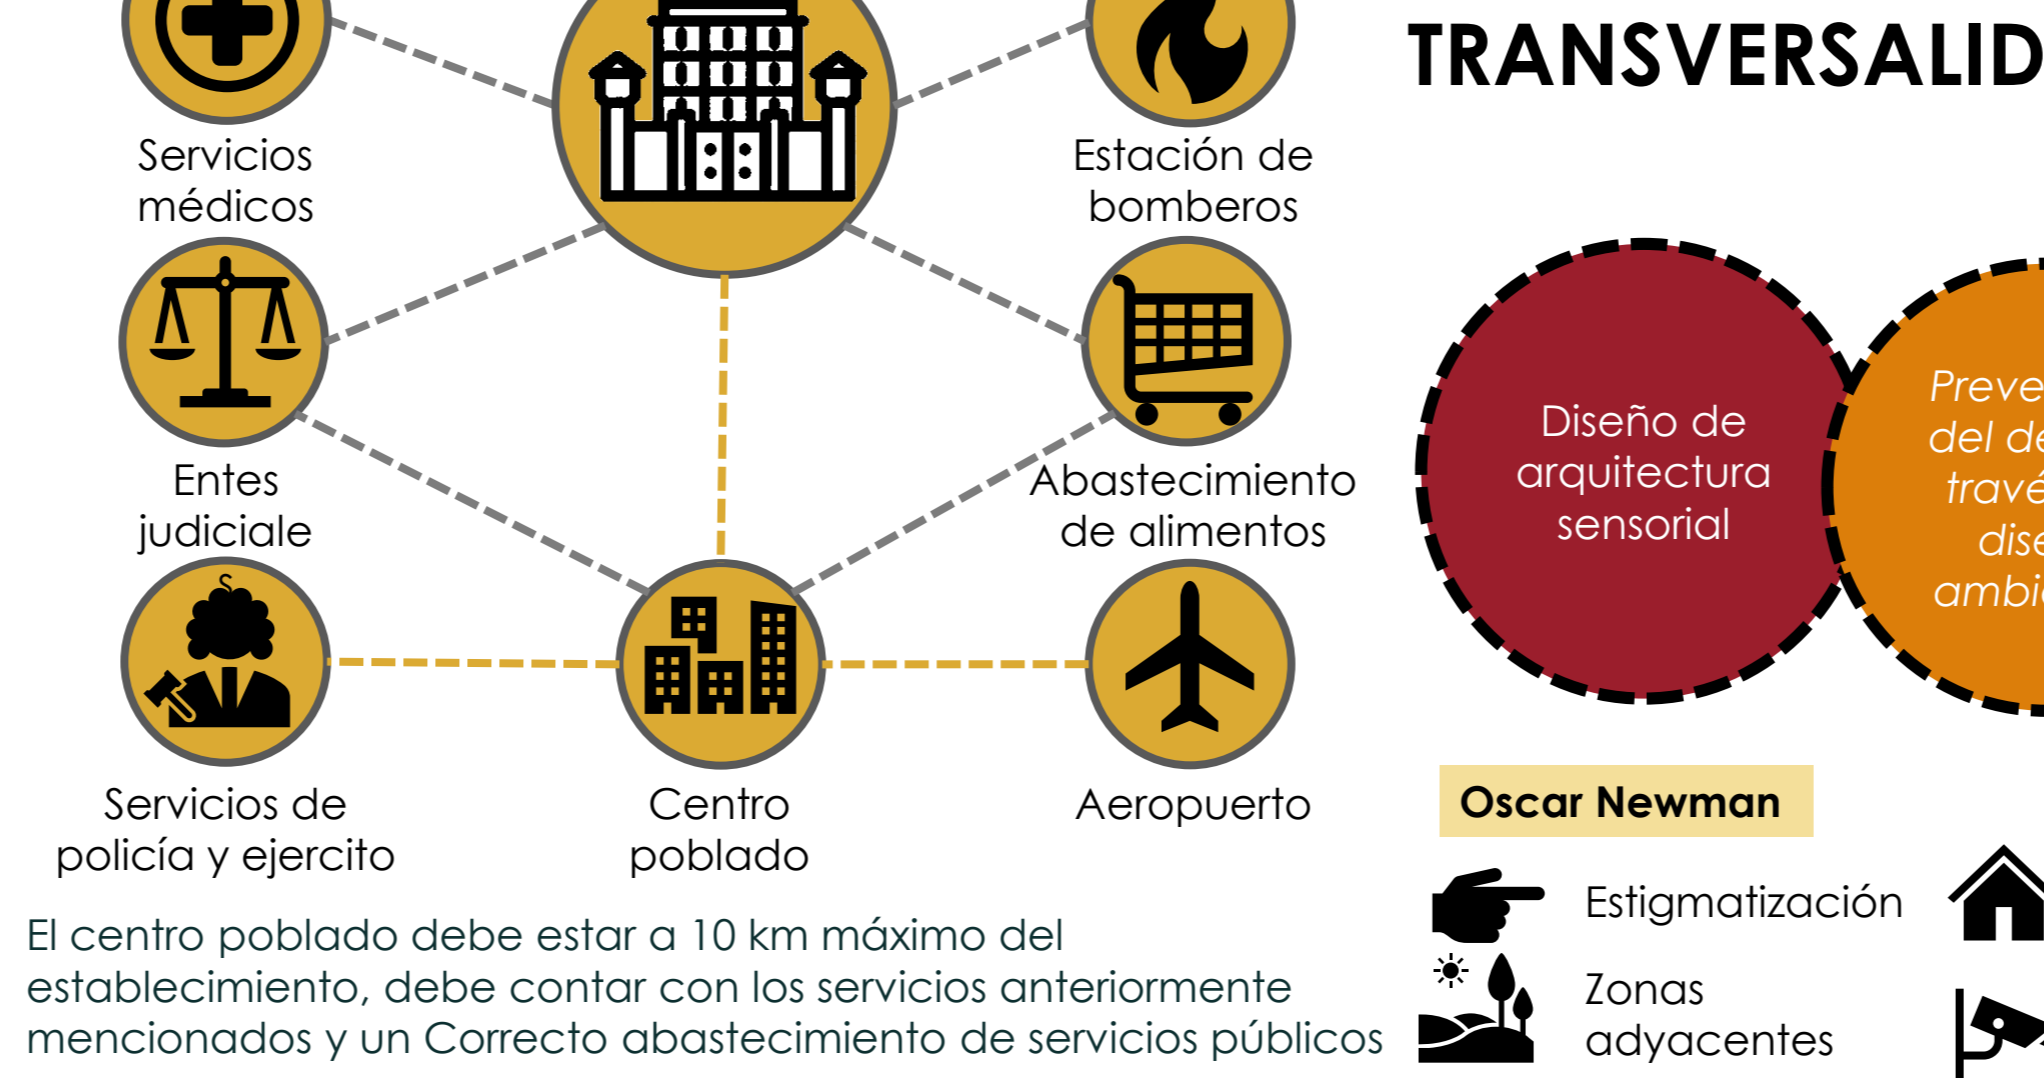 Servicios
médicos
Estación de
bomberos
Entes
judiciale
Abastecimiento
de alimentos
Servicios de
policía y ejercito
Centro
poblado
Aeropuerto
El centro poblado debe estar a 10 km máximo del
establecimiento, debe contar con los servicios anteriormente
mencionados y un Correcto abastecimiento de servicios públicos
TRANSVERSALID
Diseño de
arquitectura
sensorial
Preve
del de
travé
dise
ambi
Oscar Newman
Estigmatización
Zonas
adyacentes